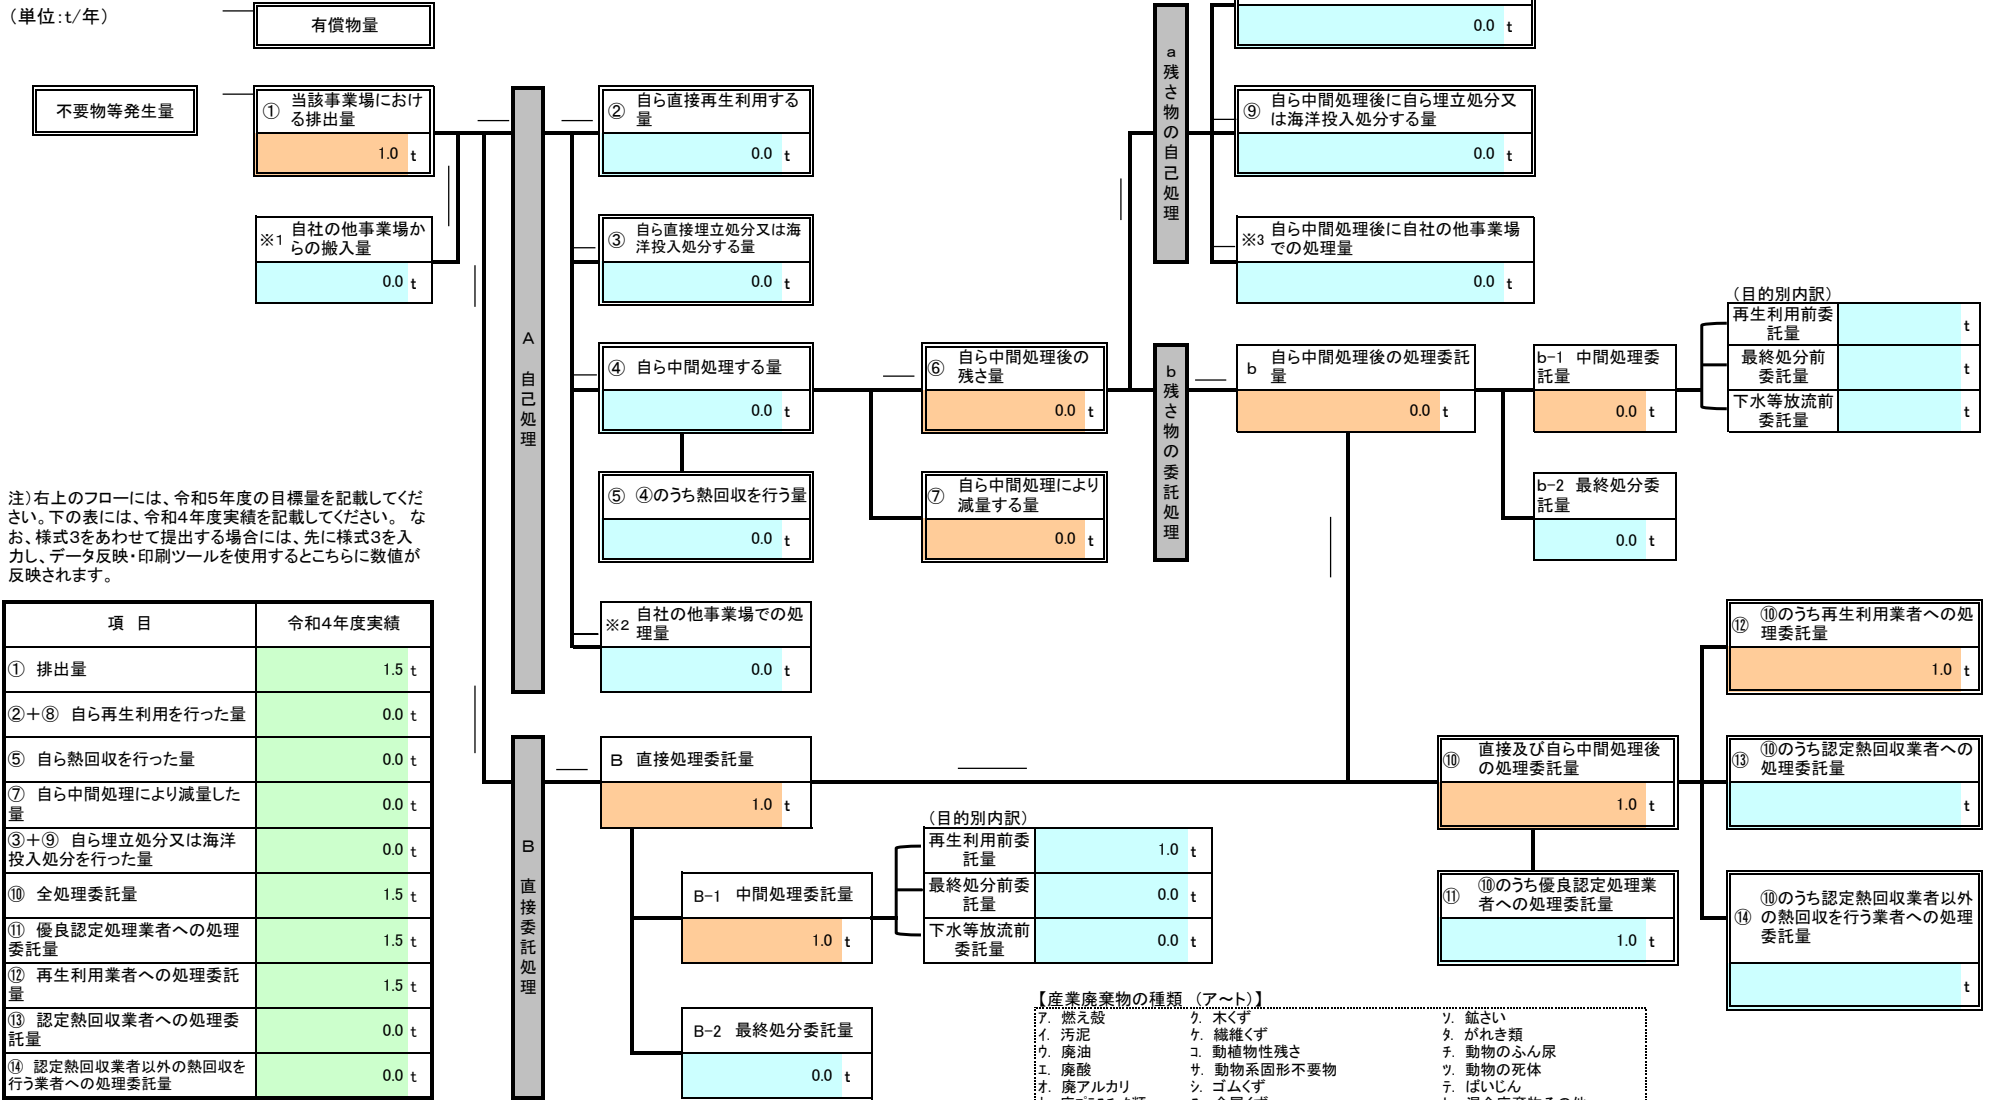 （単位:t/年）
有償物量
不要物等発生量
① 当該事業場におけ
る排出量
1.0 t
※1 自社の他事業場か
らの搬入量
0.0 t
A 自己処理
② 自ら直接再生利用する
量
0.0 t
③ 自ら直接埋立処分又は海
洋投入処分する量
0.0 t
④ 自ら中間処理する量
0.0 t
⑤ ④のうち熱回収を行う量
0.0 t
※2 自社の他事業場での処
理量
0.0 t
⑥ 自ら中間処理後の
残さ量
0.0 t
⑦ 自ら中間処理により
減量する量
0.0 t
a 残さ物の自己処理
0.0 t
⑨ 自ら中間処理後に自ら埋立処分又
は海洋投入処分する量
0.0 t
※3 自ら中間処理後に自社の他事業場
での処理量
0.0 t
b 残さ物の委託処理
b 自ら中間処理後の処理委託
量
0.0 t
b-1 中間処理委
託量
0.0 t
b-2 最終処分委
託量
0.0 t
（目的別内訳）
再生利用前委
託量 t
最終処分前
委託量 t
下水等放流前
委託量 t
注）右上のフローには、令和５年度の目標量を記載してくだ
さい。下の表には、令和４年度実績を記載してください。 な
お、様式３をあわせて提出する場合には、先に様式３を入
力し、データ反映・印刷ツールを使用するとこちらに数値が
反映されます。
項 目 令和４年度実績
① 排出量 1.5 t
②＋⑧ 自ら再生利用を行った量 0.0 t
⑤ 自ら熱回収を行った量 0.0 t
⑦ 自ら中間処理により減量した
量 0.0 t
③＋⑨ 自ら埋立処分又は海洋
投入処分を行った量 0.0 t
⑩ 全処理委託量 1.5 t
⑪ 優良認定処理業者への処理
委託量 1.5 t
⑫ 再生利用業者への処理委託
量 1.5 t
⑬ 認定熱回収業者への処理委
託量 0.0 t
⑭ 認定熱回収業者以外の熱回収を
行う業者への処理委託量 0.0 t
B 直接委託処理
B 直接処理委託量
1.0 t
B-1 中間処理委託量
1.0 t
B-2 最終処分委託量
0.0 t
（目的別内訳）
再生利用前委
託量 1.0 t
最終処分前委
託量 0.0 t
下水等放流前
委託量 0.0 t
⑩ 直接及び自ら中間処理後
の処理委託量
1.0 t
⑪ ⑩のうち優良認定処理業
者への処理委託量
1.0 t
⑫ ⑩のうち再生利用業者への処
理委託量
1.0 t
⑬ ⑩のうち認定熱回収業者への
処理委託量
t
⑭ ⑩のうち認定熱回収業者以外
の熱回収を行う業者への処理
委託量
t
【産業廃棄物の種類 （ア～ト）】
ア. 燃え殻 ク. 木くず ソ. 鉱さい
イ. 汚泥 ケ. 繊維くず タ. がれき類
ウ. 廃油 コ. 動植物性残さ チ. 動物のふん尿
エ. 廃酸 サ. 動物系固形不要物 ツ. 動物の死体
オ. 廃アルカリ シ. ゴムくず テ. ばいじん